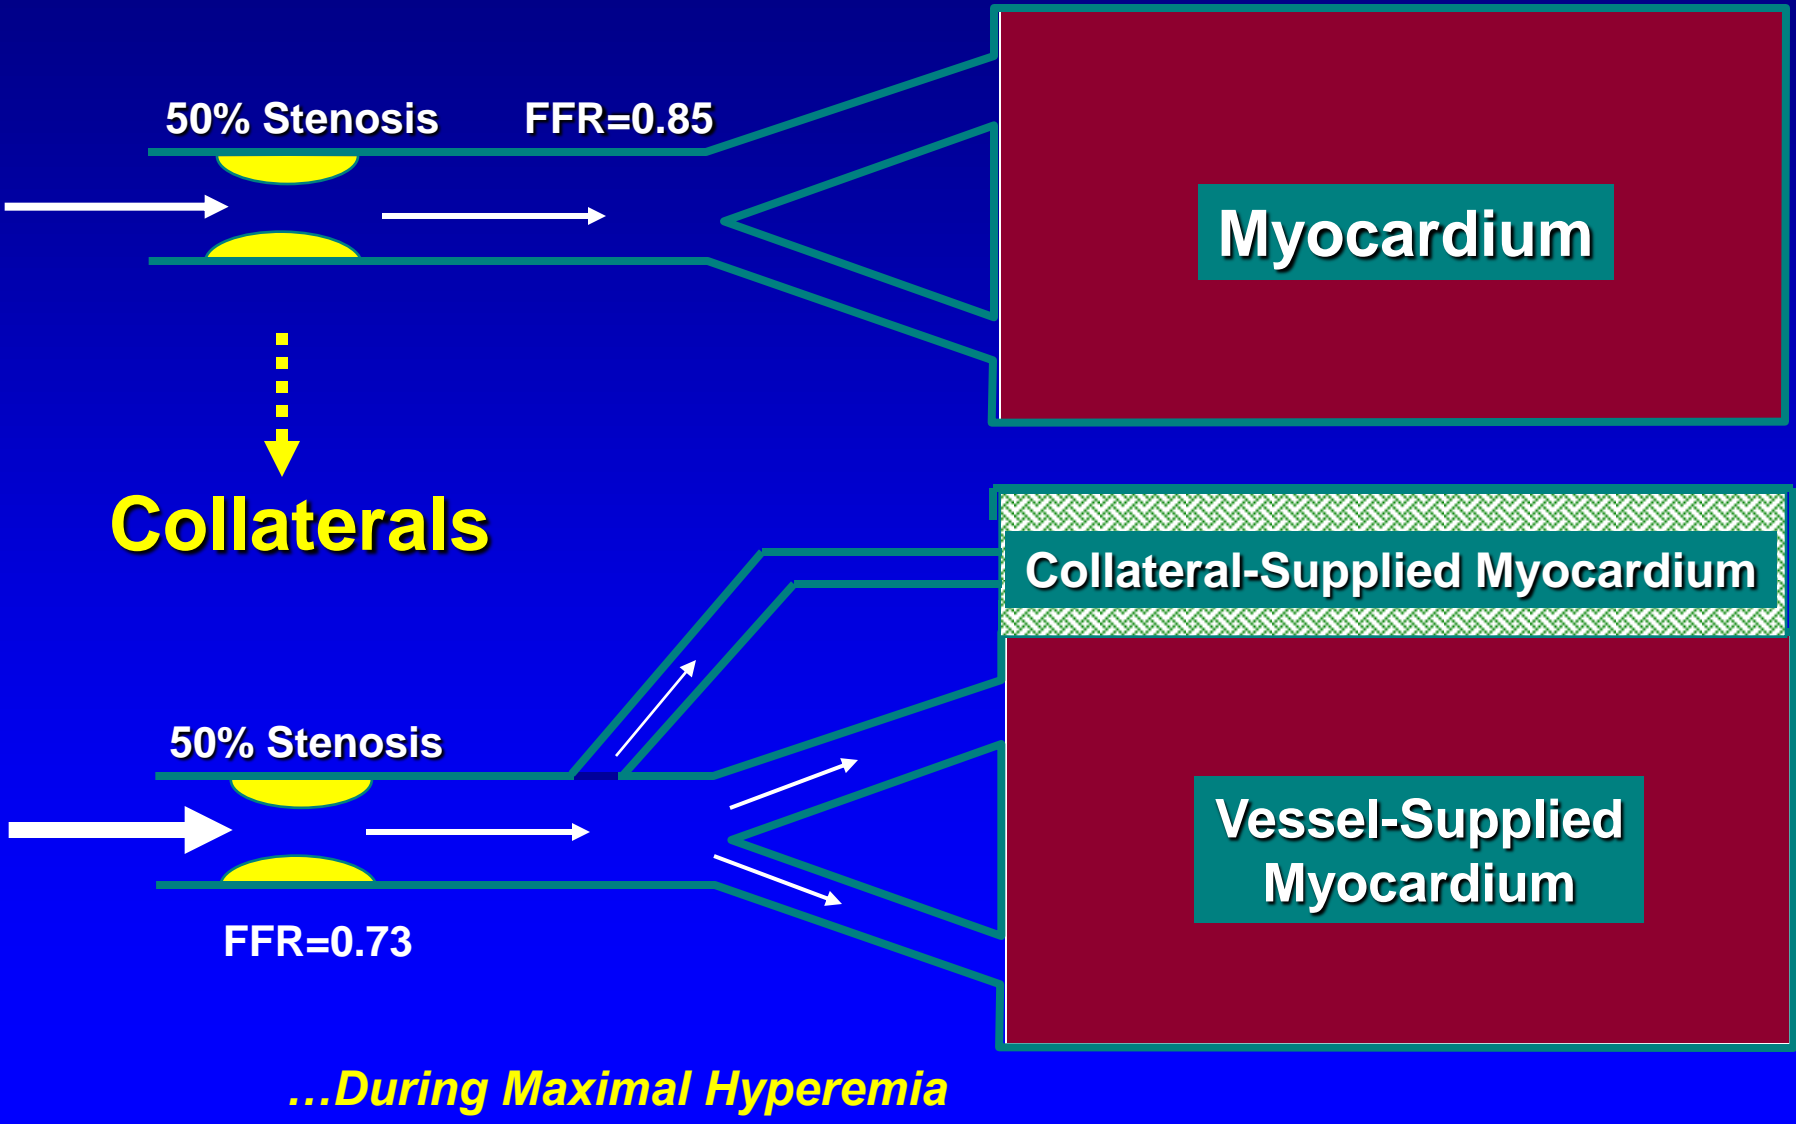 50% Stenosis
FFR=0.85
Myocardium
Collaterals
Collateral-Supplied Myocardium
50% Stenosis
Vessel-Supplied
Myocardium
FFR=0.73
...During Maximal Hyperemia